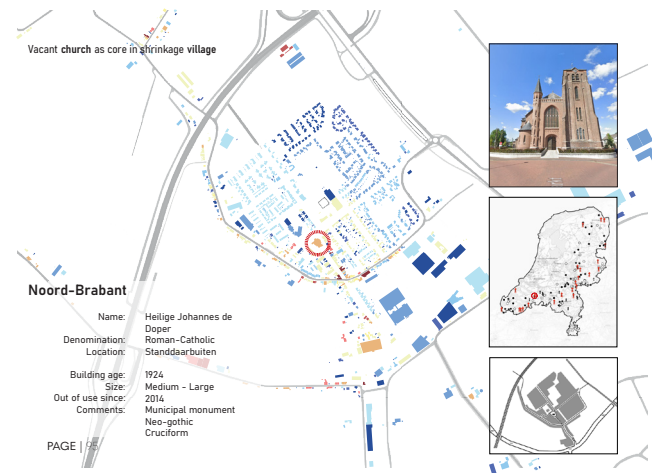 Vacant church as core in shrinkage village
Noord-Brabant
Name: Heilige Johannes de
Doper
Denomination: Roman-Catholic
Location: Standdaarbuiten
Building age: 1924
Size: Medium - Large
Out of use since: 2014
Comments: Municipal monument
Neo-gothic
Cruciform
PAGE | 95